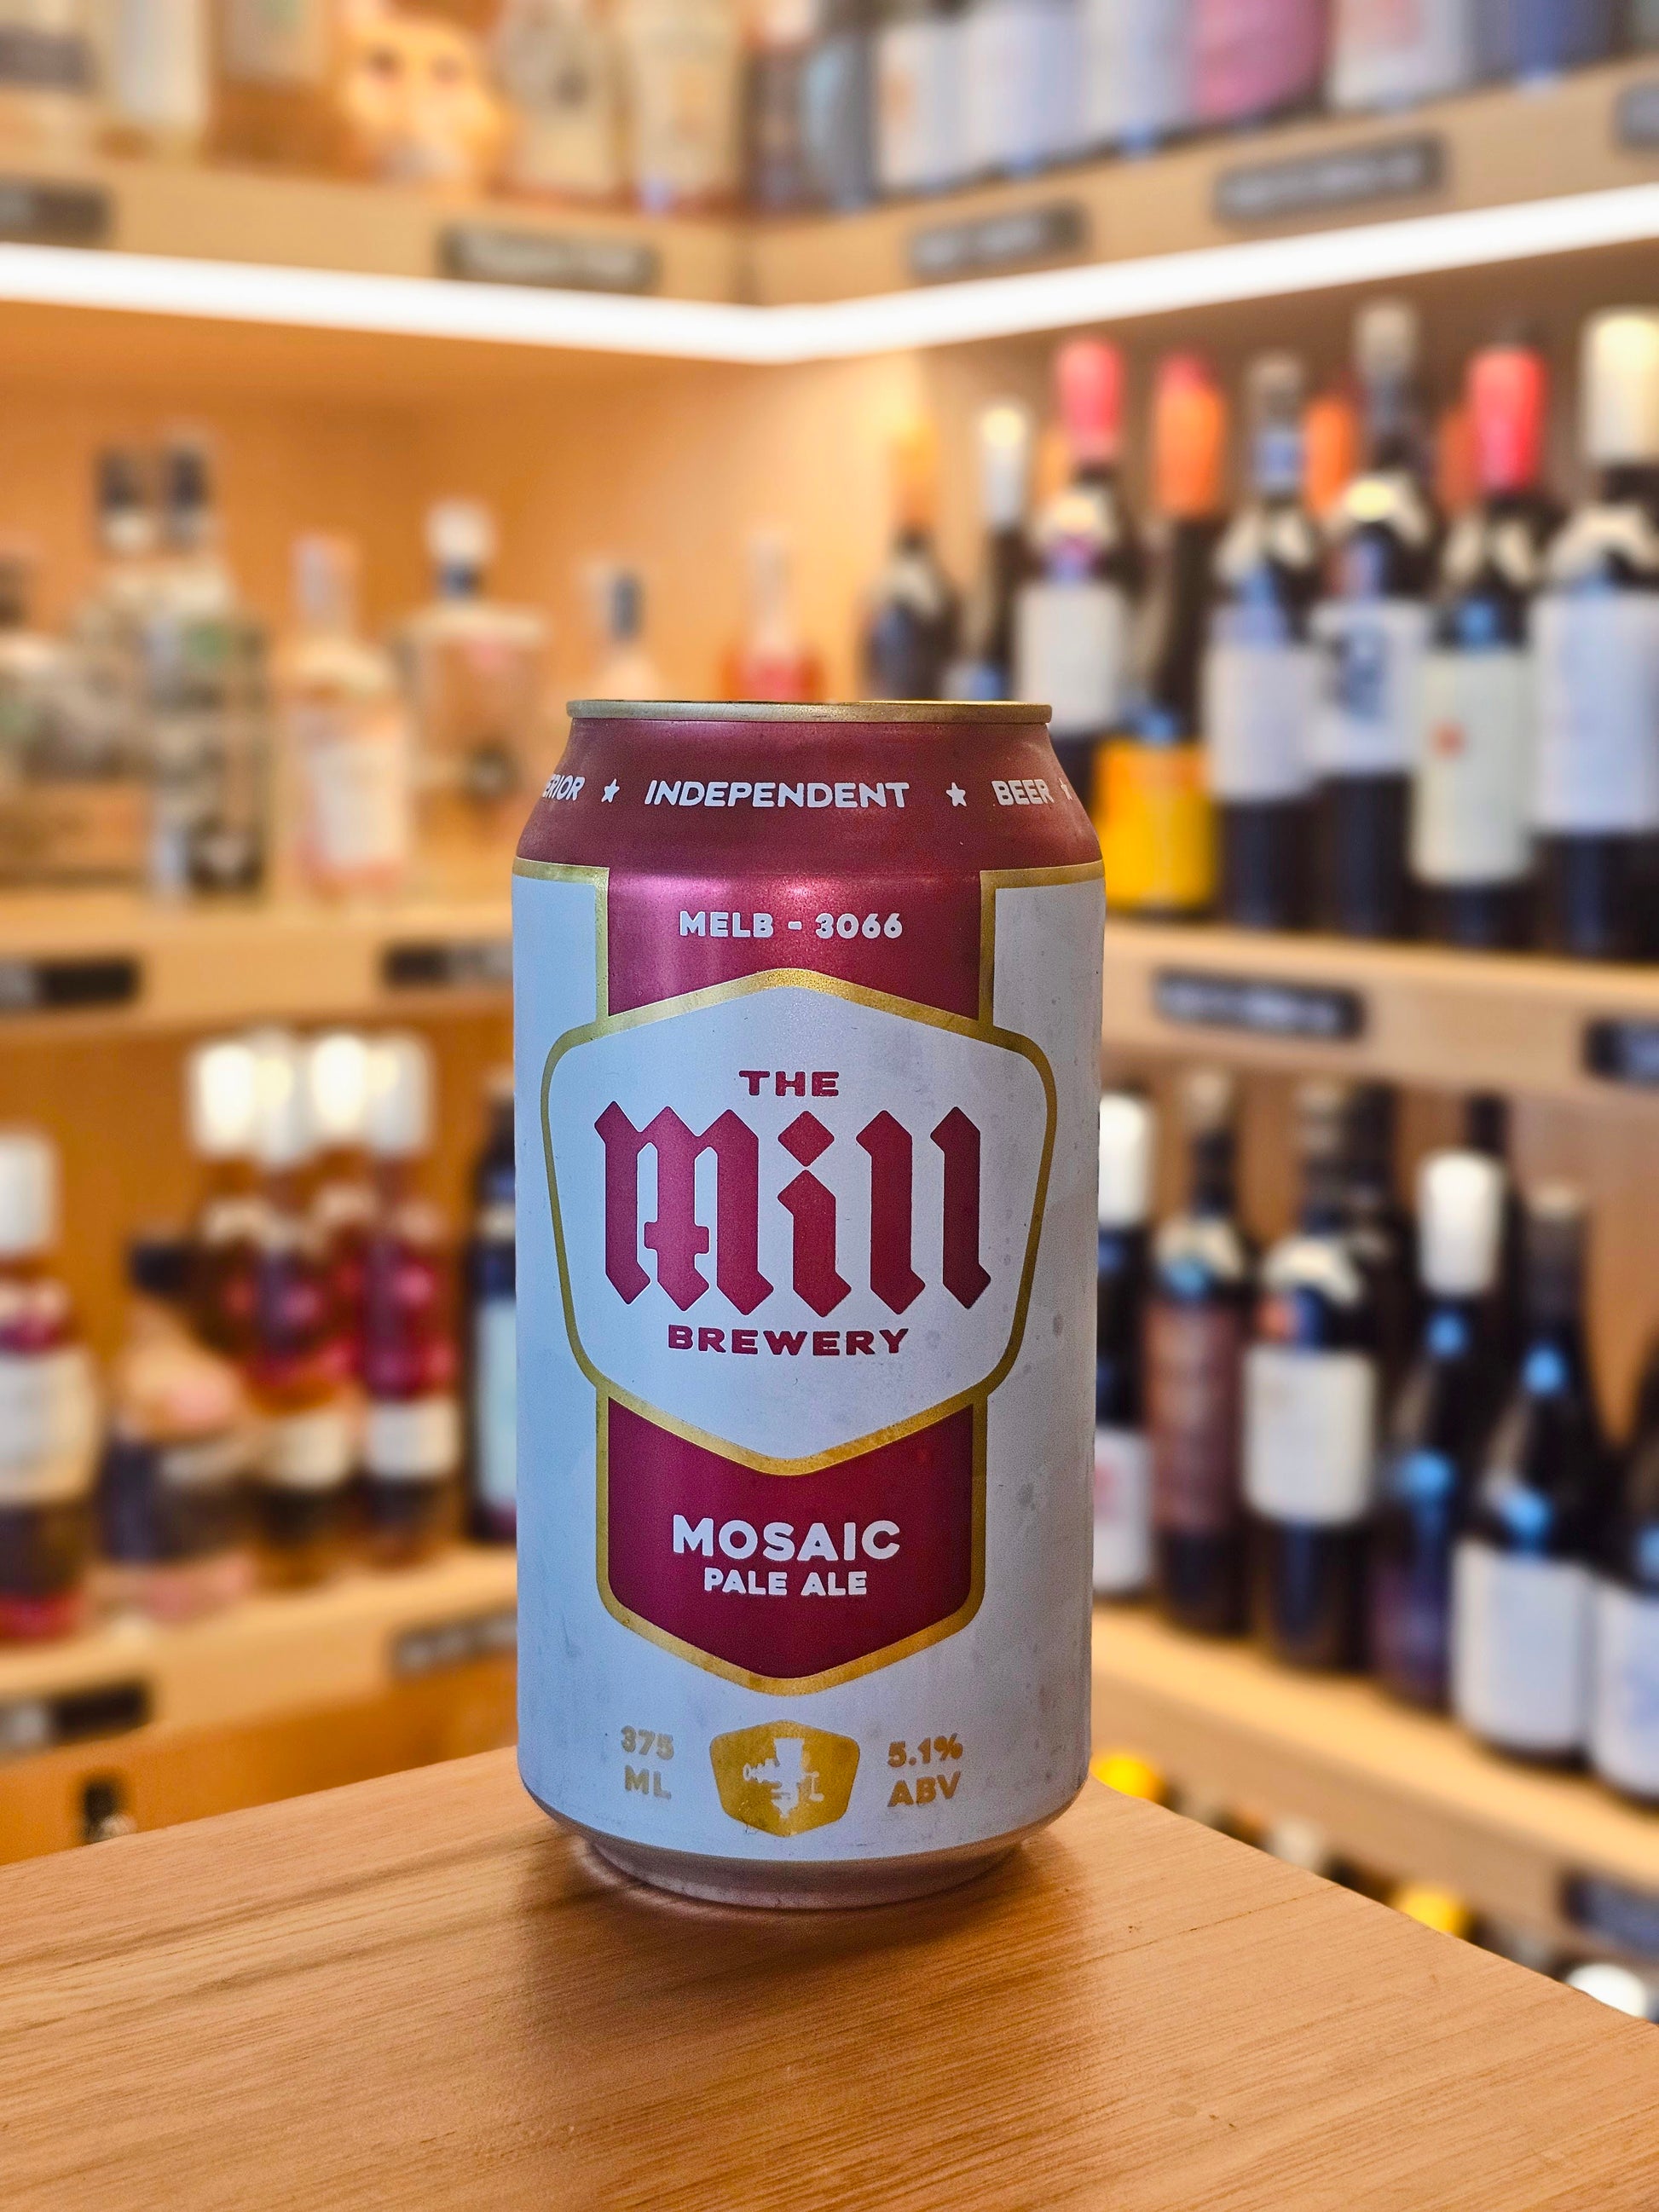 ★ INDEPENDENT ★ BEER
MELB - 3066
THE
Mill
BREWERY
MOSAIC
PALE ALE
375
ML
5.1%
ABV